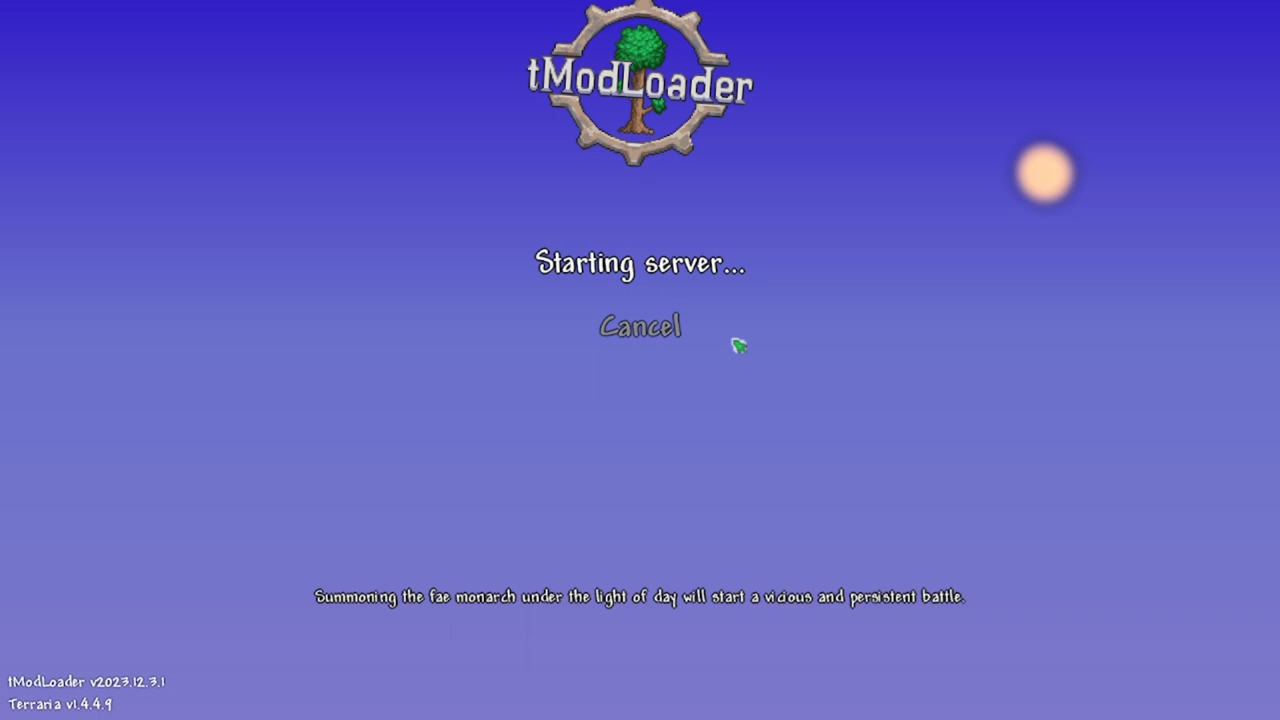 tModLoader
Starting server...
Cancel
Summoning the fae monarch under the light of day will start a vicious and persistent battle.
tModLoader v2023.12.3.1
Terraria v1.4.4.9